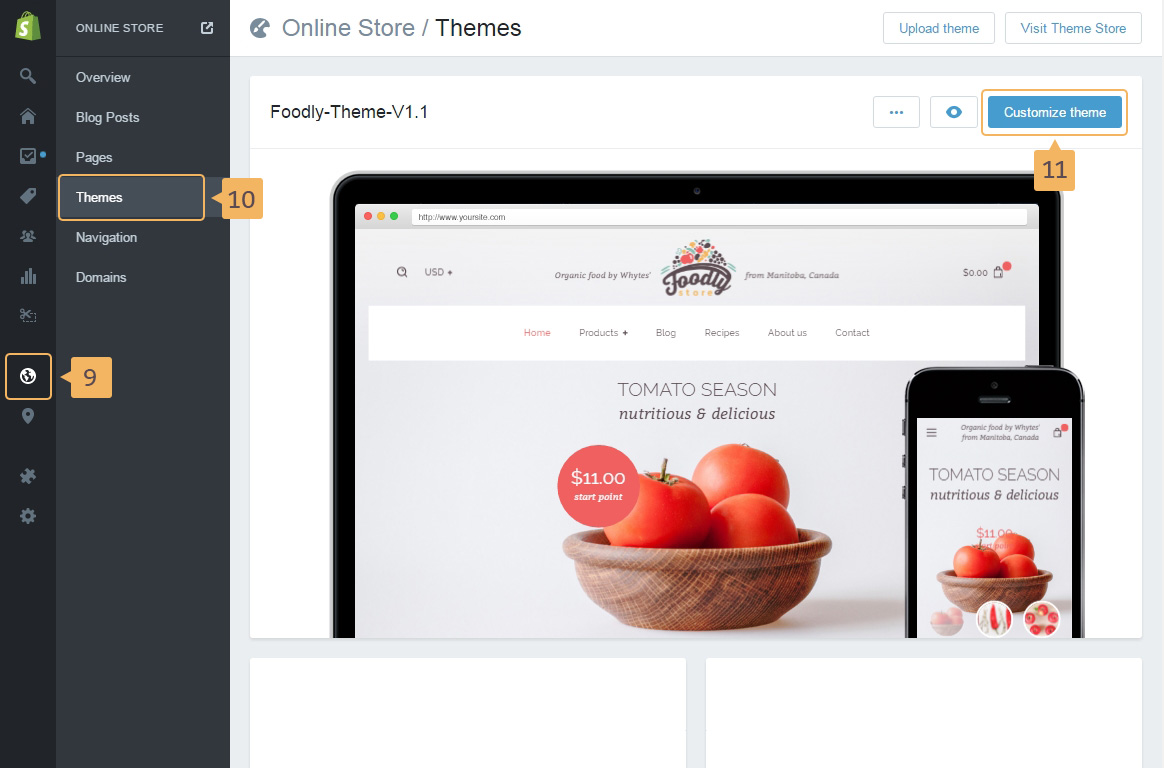 ONLINE STORE
Online Store / Themes
Upload theme
Visit Theme Store
Overview
Blog Posts
Pages
Themes
10
Navigation
Domains
9
Foodly-Theme-V1.1
Customize theme
11
http://www.yoursite.com
USD +
Organic food by Whytes'
Foodly
store
from Manitoba, Canada
$0.00
Home
Products +
Blog
Recipes
About us
Contact
TOMATO SEASON
nutritious & delicious
$11.00
start point
Organic food by Whytes'
from Manitoba, Canada
TOMATO SEASON
nutritious & delicious
$11.00
start point